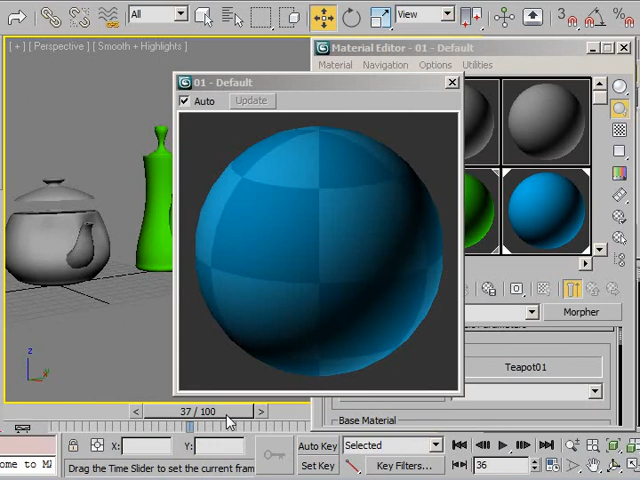 All
View
[ + ] [ Perspective ] [ Smooth + Highlights ]
Material Editor - 01 - Default
Material Navigation Options Utilities
01 - Default
Auto Update
Morpher
Teapot01
Base Material
< 37 / 100 >
X: Y:
Auto Key Selected
Set Key Key Filters... 36
Drag the Time Slider to set the current fram